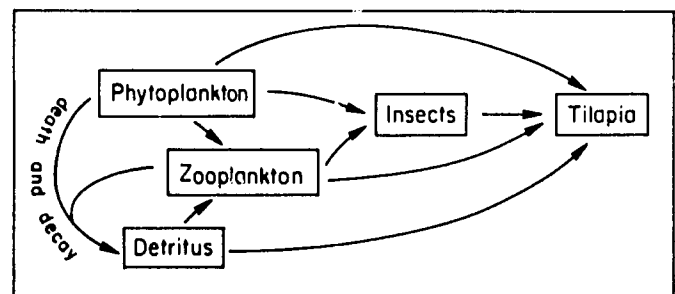 Phytoplankton
Insects
Tilapia
Zooplankton
Detritus
death and decay